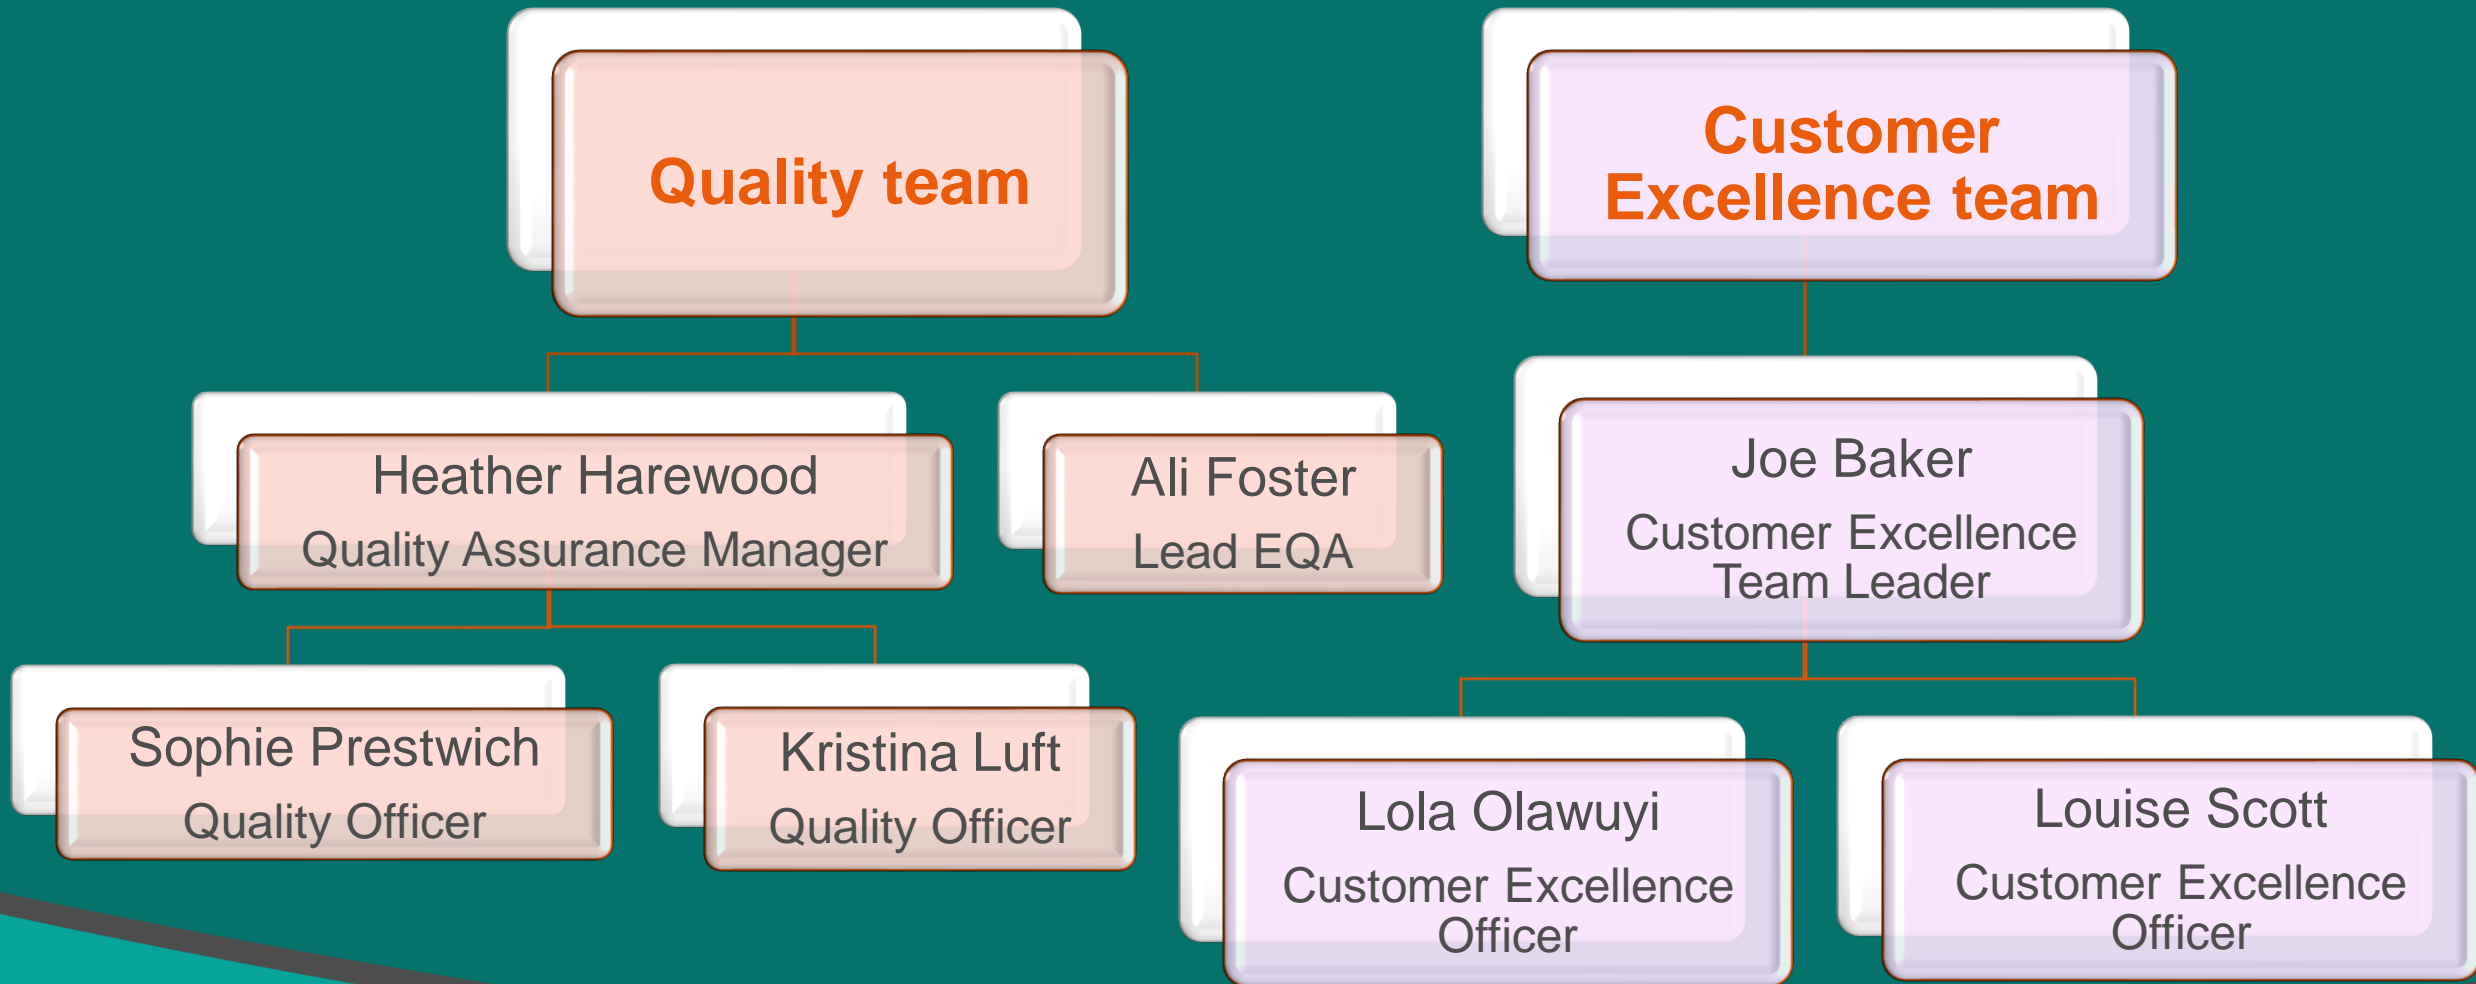 Quality team
Heather Harewood
Quality Assurance Manager
Ali Foster
Lead EQA
Sophie Prestwich
Quality Officer
Kristina Luft
Quality Officer
Customer
Excellence team
Joe Baker
Customer Excellence
Team Leader
Lola Olawuyi
Customer Excellence
Officer
Louise Scott
Customer Excellence
Officer